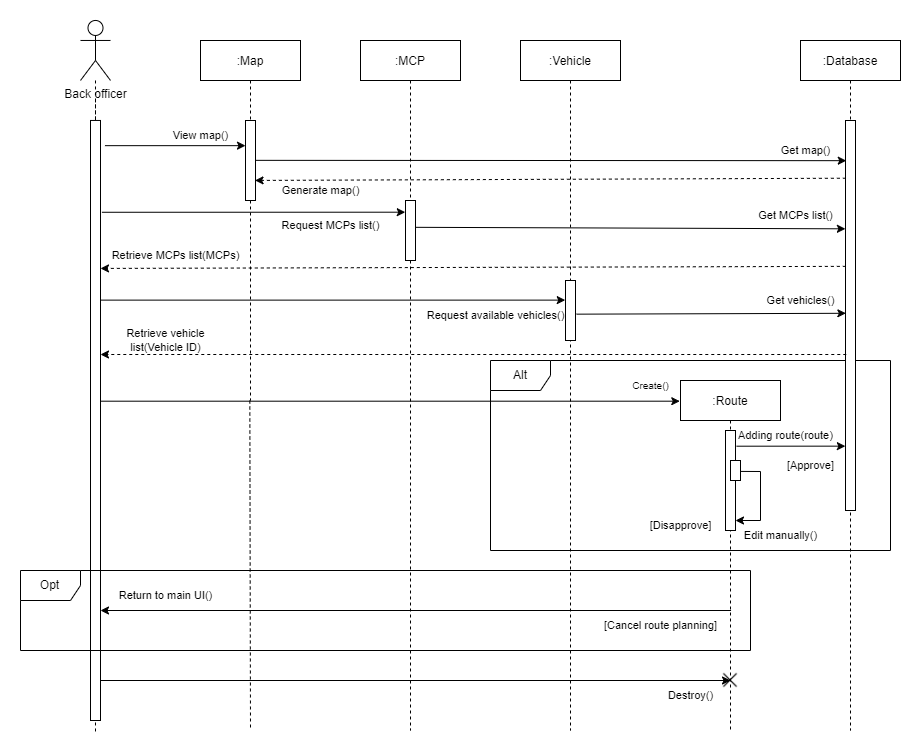 :Map
:MCP
:Vehicle
:Database
Back officer
View map()
Get map()
Generate map()
Get MCPs list()
Request MCPs list()
Retrieve MCPs list(MCPs)
Get vehicles()
Request available vehicles()
Retrieve vehicle
list(Vehicle ID)
Alt
Create()
:Route
Adding route(route)
[Approve]
[Disapprove]
Edit manually()
Opt
Return to main UI()
[Cancel route planning]
Destroy()